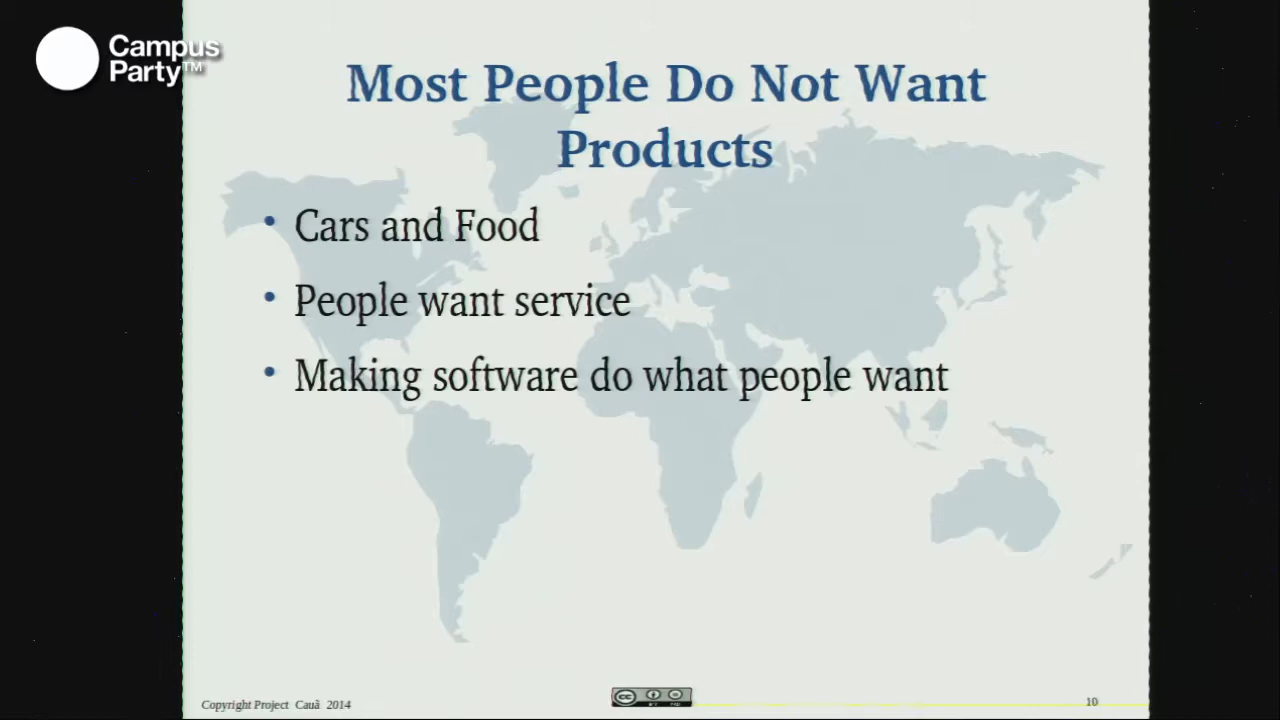 Campus
Party™
Most People Do Not Want
Products
• Cars and Food
• People want service
• Making software do what people want
Copyright Project Cauã 2014
cc
10